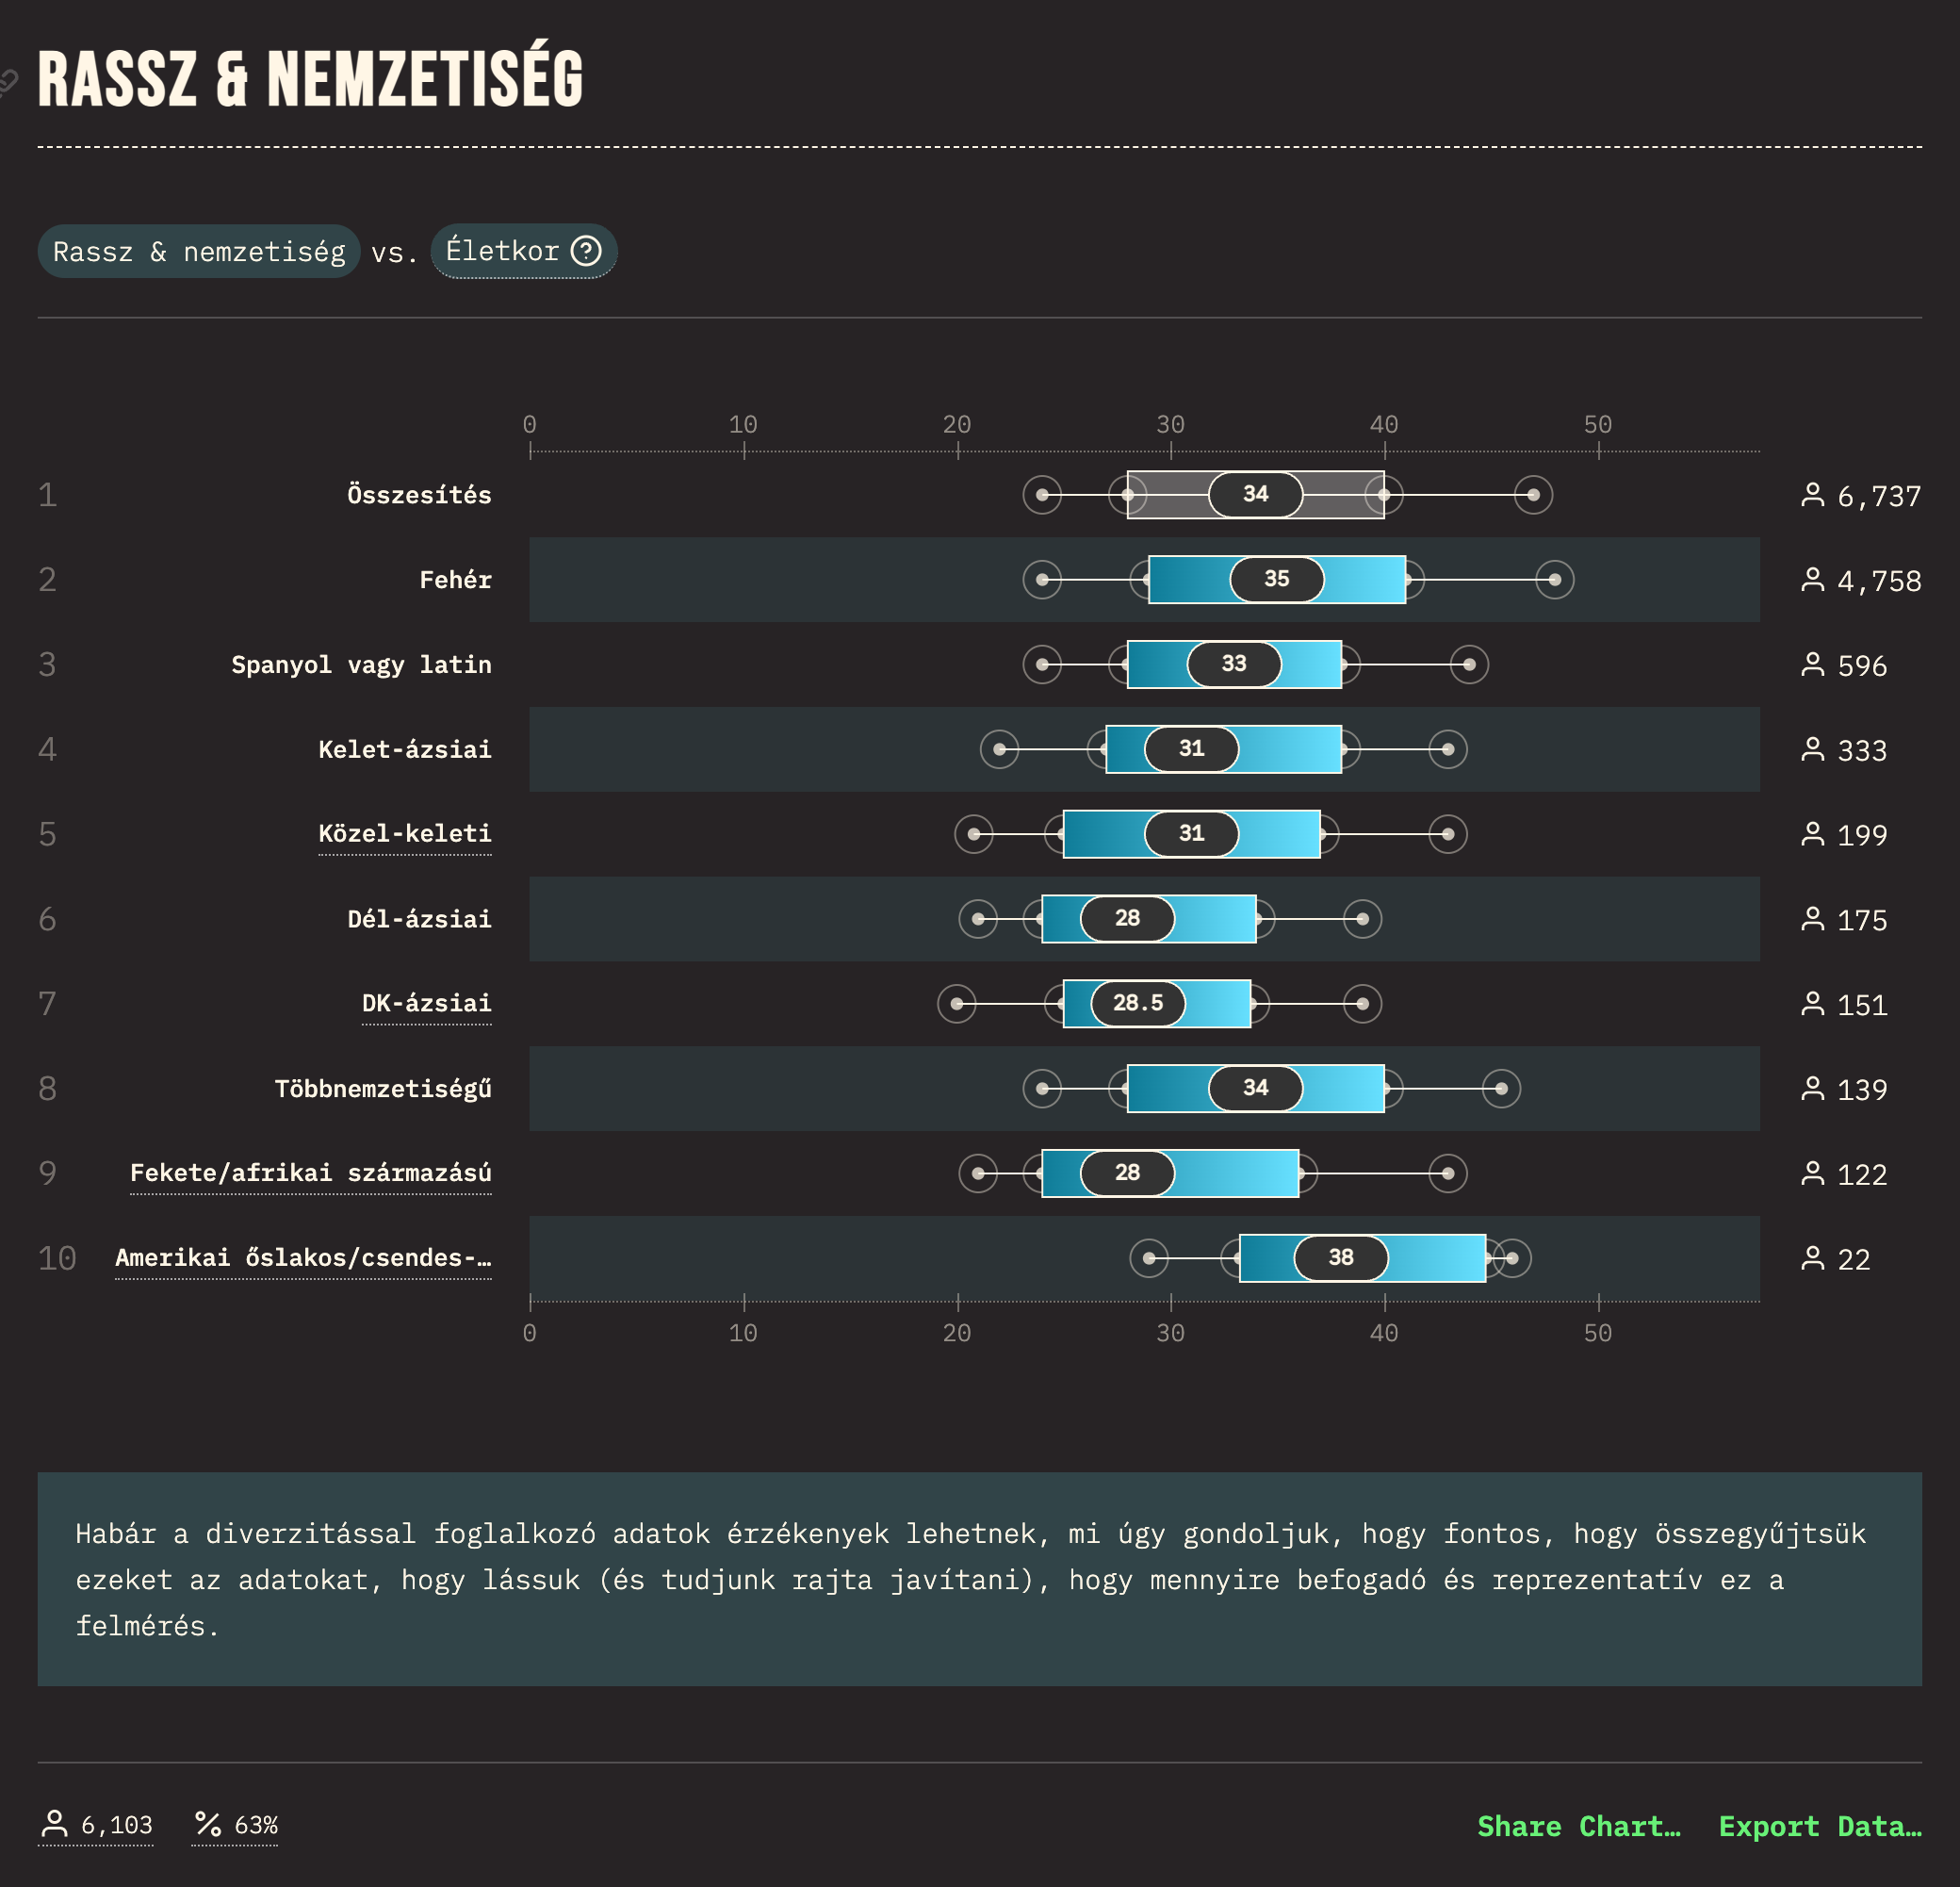 RASSZ & NEMZETISÉG
Rassz & nemzetiség vs. Életkor ?
0 10 20 30 40 50
1 Összesítés 34 6,737
2 Fehér 35 4,758
3 Spanyol vagy latin 33 596
4 Kelet-ázsiai 31 333
5 Közel-keleti 31 199
6 Dél-ázsiai 28 175
7 DK-ázsiai 28.5 151
8 Többnemzetiségű 34 139
9 Fekete/afrikai származású 28 122
10 Amerikai őslakos/csendes-… 38 22
0 10 20 30 40 50
Habár a diverzitással foglalkozó adatok érzékenyek lehetnek, mi úgy gondoljuk, hogy fontos, hogy összegyűjtsük
ezeket az adatokat, hogy lássuk (és tudjunk rajta javítani), hogy mennyire befogadó és reprezentatív ez a
felmérés.
6,103 % 63% Share Chart… Export Data…